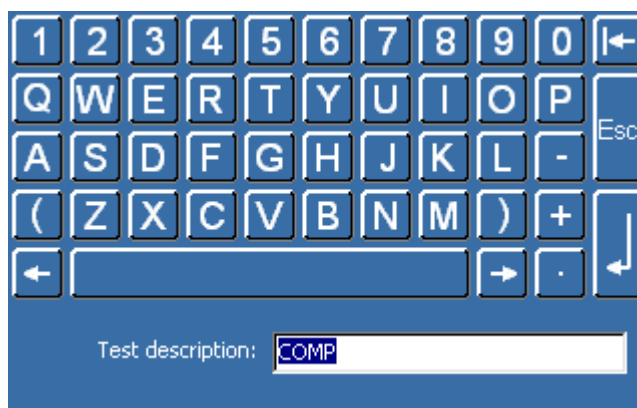 1 2 3 4 5 6 7 8 9 0
Q W E R T Y U I O P
Esc
A S D F G H J K L -
( Z X C V B N M ) +
.
Test description: COMP